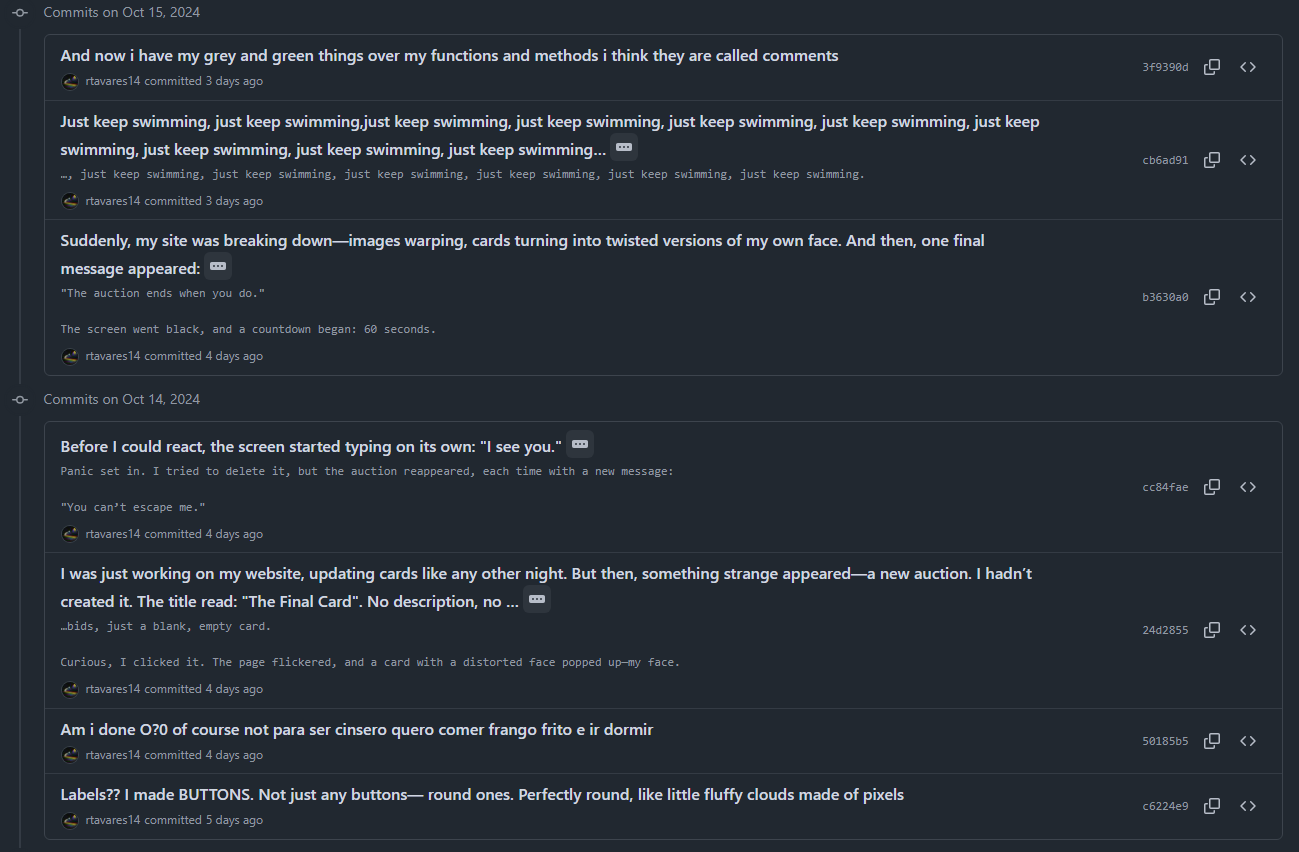 Commits on Oct 15, 2024
And now i have my grey and green things over my functions and methods i think they are called comments
3f9390d
rtavares14 committed 3 days ago
Just keep swimming, just keep swimming,just keep swimming, just keep swimming, just keep swimming, just keep swimming, just keep
swimming, just keep swimming, just keep swimming, just keep swimming...
cb6ad91
…, just keep swimming, just keep swimming, just keep swimming, just keep swimming, just keep swimming, just keep swimming.
rtavares14 committed 3 days ago
Suddenly, my site was breaking down—images warping, cards turning into twisted versions of my own face. And then, one final
message appeared:
"The auction ends when you do."
b3630a0
The screen went black, and a countdown began: 60 seconds.
rtavares14 committed 4 days ago
Commits on Oct 14, 2024
Before I could react, the screen started typing on its own: "I see you."
Panic set in. I tried to delete it, but the auction reappeared, each time with a new message:
cc84fae
"You can’t escape me."
rtavares14 committed 4 days ago
I was just working on my website, updating cards like any other night. But then, something strange appeared—a new auction. I hadn’t
created it. The title read: "The Final Card". No description, no ...
…bids, just a blank, empty card.
24d2855
Curious, I clicked it. The page flickered, and a card with a distorted face popped up—my face.
rtavares14 committed 4 days ago
Am i done O?0 of course not para ser cinsero quero comer frango frito e ir dormir
50185b5
rtavares14 committed 4 days ago
Labels?? I made BUTTONS. Not just any buttons— round ones. Perfectly round, like little fluffy clouds made of pixels
c6224e9
rtavares14 committed 5 days ago